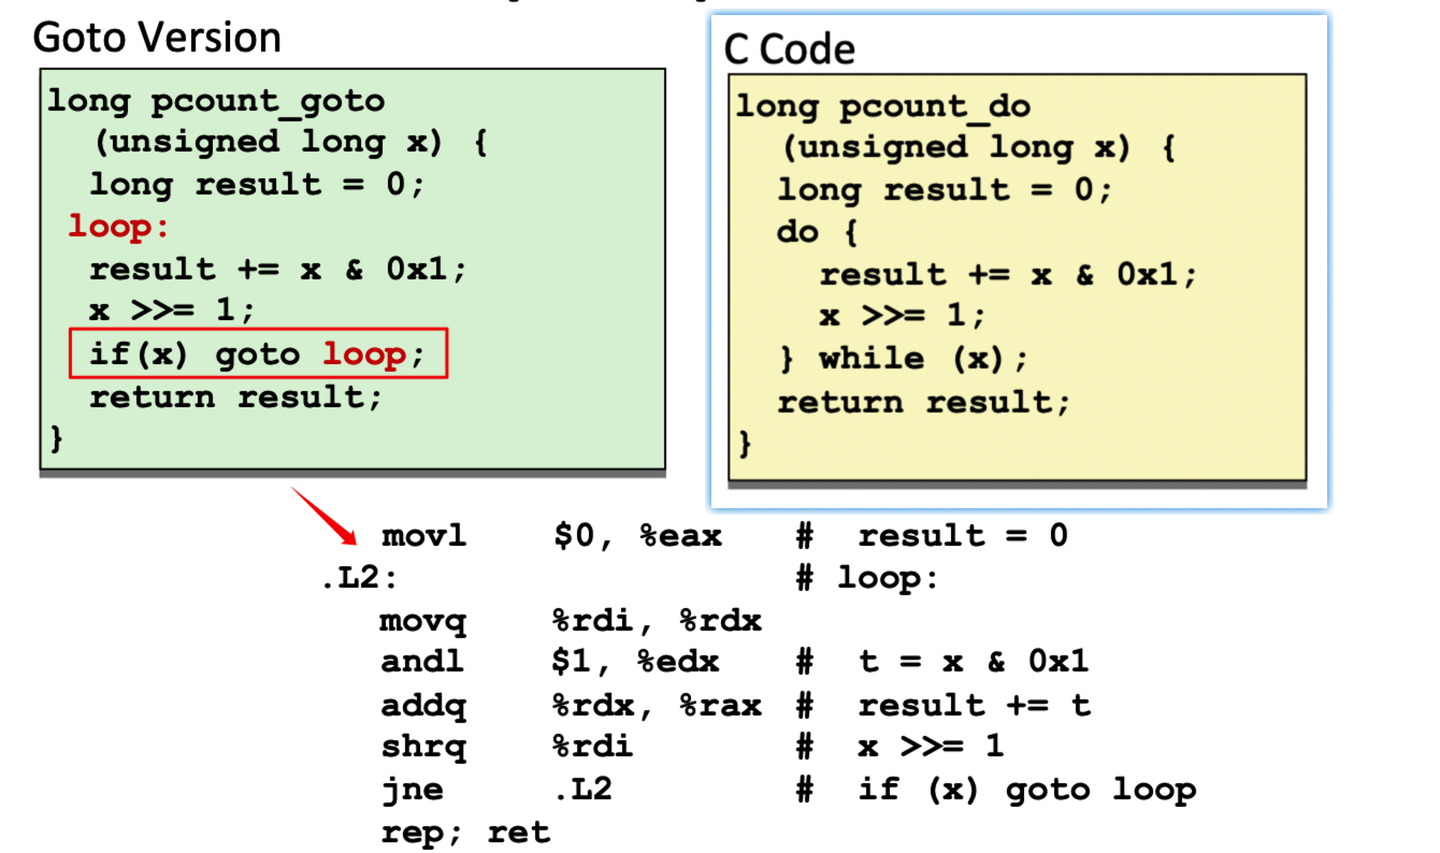 Goto Version
long pcount_goto
(unsigned long x) {
long result = 0;
loop:
result += x & 0x1;
x >>= 1;
if(x) goto loop;
return result;
}
C Code
long pcount_do
(unsigned long x) {
long result = 0;
do {
result += x & 0x1;
x >>= 1;
} while (x);
return result;
}
movl $0, %eax # result = 0
.L2: # loop:
movq %rdi, %rdx
andl $1, %edx # t = x & 0x1
addq %rdx, %rax # result += t
shrq %rdi # x >>= 1
jne .L2 # if (x) goto loop
rep; ret